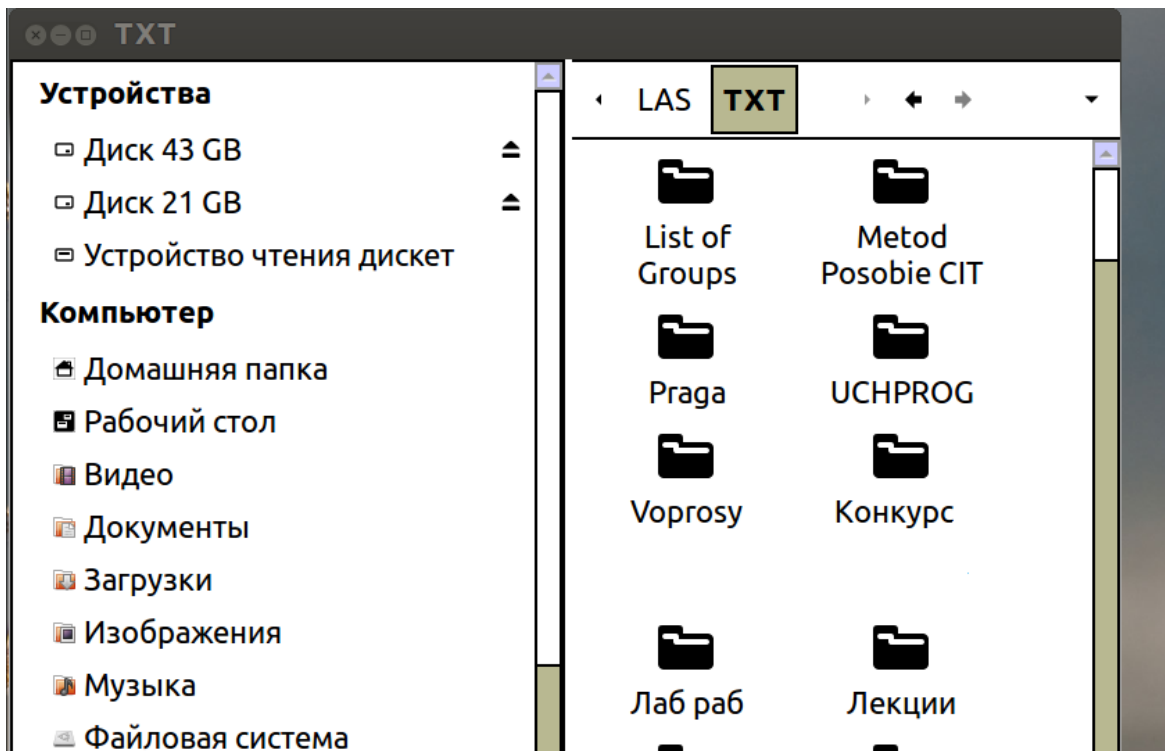 TXT
Устройства
Диск 43 GB
Диск 21 GB
Устройство чтения дискет
Компьютер
Домашняя папка
Рабочий стол
Видео
Документы
Загрузки
Изображения
Музыка
Файловая система
LAS TXT
List of
Groups
Metod
Posobie CIT
Praga
UCHPROG
Voprosy
Конкурс
Лаб раб
Лекции